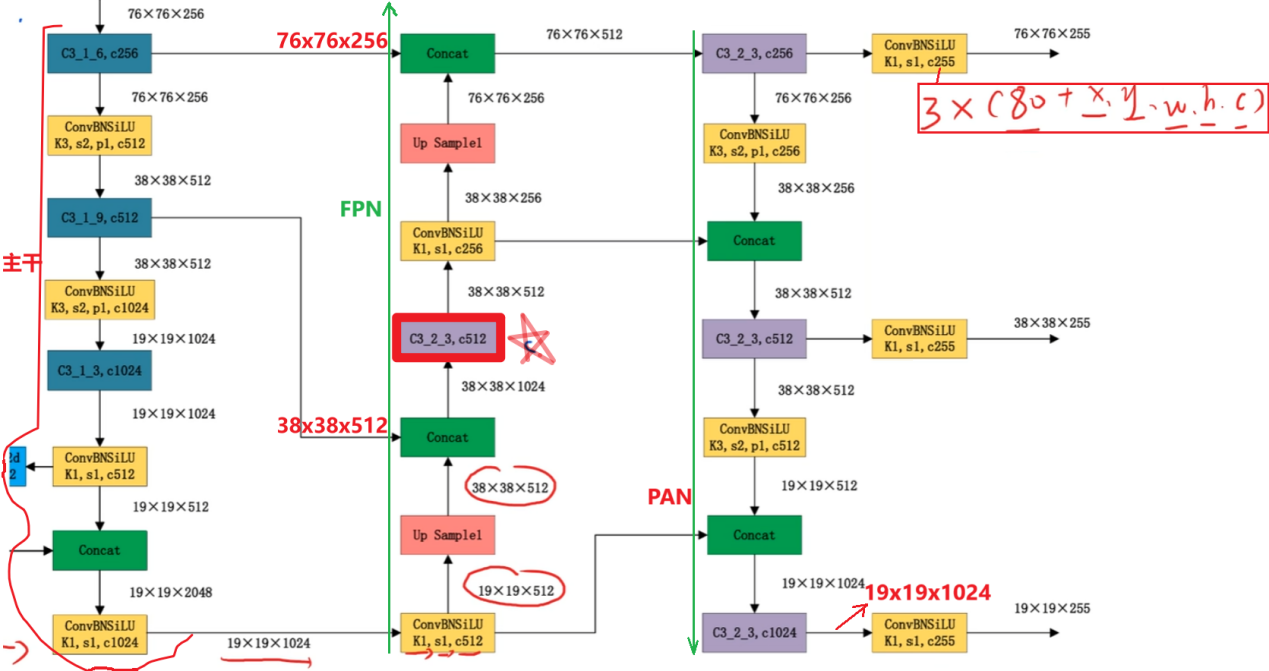 76×76×256
C3_1_6, c256
76×76×256
ConvBNSiLU
K3, s2, p1, c512
38×38×512
C3_1_9, c512
主干
38×38×512
ConvBNSiLU
K3, s2, p1, c1024
19×19×1024
C3_1_3, c1024
19×19×1024
2d
2
ConvBNSiLU
K1, s1, c512
19×19×512
Concat
19×19×2048
ConvBNSiLU
K1, s1, c1024
19×19×1024
76x76x256
Concat
76×76×512
76×76×256
Up Sample1
38×38×256
FPN
ConvBNSiLU
K1, s1, c256
38×38×512
C3_2_3, c512
38×38×1024
38x38x512
Concat
38×38×512
Up Sample1
19×19×512
ConvBNSiLU
K1, s1, c512
C3_2_3, c256
ConvBNSiLU
K1, s1, c255
76×76×255
3×(80+x.y.w.h.c)
76×76×256
ConvBNSiLU
K3, s2, p1, c256
38×38×256
Concat
38×38×512
C3_2_3, c512
ConvBNSiLU
K1, s1, c255
38×38×255
38×38×512
ConvBNSiLU
K3, s2, p1, c512
19×19×512
PAN
Concat
19×19×1024
19x19x1024
C3_2_3, c1024
ConvBNSiLU
K1, s1, c255
19×19×255